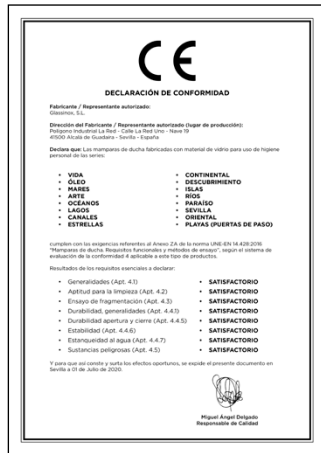 CE
DECLARACIÓN DE CONFORMIDAD
Fabricante / Representante autorizado:
Glassinox, S.L.
Dirección del Fabricante / Representante autorizado (lugar de producción):
Polígono Industrial La Red - Calle La Red Uno - Nave 19
41500 Alcalá de Guadaíra - Sevilla - España
Declara que: Las mamparas de ducha fabricadas con material de vidrio para uso de higiene
personal de las series:
• VIDA • CONTINENTAL
• ÓLEO • DESCUBRIMIENTO
• MARES • ISLAS
• ARTE • RÍOS
• OCÉANOS • PARAÍSO
• LAGOS • SEVILLA
• CANALES • ORIENTAL
• ESTRELLAS • PLAYAS (PUERTAS DE PASO)
cumplen con las exigencias referentes al Anexo ZA de la norma UNE-EN 14.428:2016
"Mamparas de ducha. Requisitos funcionales y métodos de ensayo", según el sistema de
evaluación de la conformidad 4 aplicable a este tipo de productos.
Resultados de los requisitos esenciales a declarar:
• Generalidades (Apt. 4.1) • SATISFACTORIO
• Aptitud para la limpieza (Apt. 4.2) • SATISFACTORIO
• Ensayo de fragmentación (Apt. 4.3) • SATISFACTORIO
• Durabilidad, generalidades (Apt. 4.4.1) • SATISFACTORIO
• Durabilidad apertura y cierre (Apt. 4.4.5) • SATISFACTORIO
• Estabilidad (Apt. 4.4.6) • SATISFACTORIO
• Estanqueidad al agua (Apt. 4.4.7) • SATISFACTORIO
• Sustancias peligrosas (Apt. 4.5) • SATISFACTORIO
Y para que así conste y surta los efectos oportunos, se expide el presente documento en
Sevilla a 01 de Julio de 2020.
Miguel Ángel Delgado
Responsable de Calidad